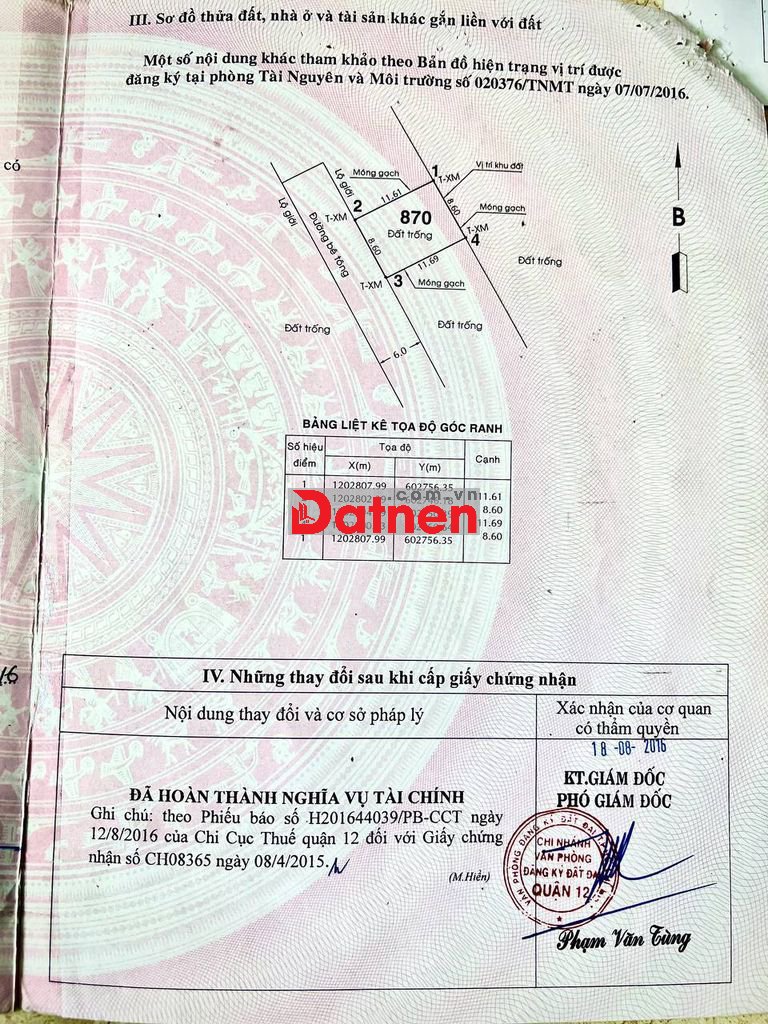 III. Sơ đồ thửa đất, nhà ở và tài sản khác gắn liền với đất
Một số nội dung khác tham khảo theo Bản đồ hiện trạng vị trí được
đăng ký tại phòng Tài Nguyên và Môi trường số 020376/TNMT ngày 07/07/2016.
có
1
T-XM
Vị trí khu đất
Móng gạch
11.61
Lộ giới
2
T-XM
870
Đất trống
8.60
Móng gạch
T-XM
4
Lộ giới
Đường bê tông
8.60
11.69
T-XM
3
Móng gạch
Đất trống
Đất trống
Đất trống
6.0
B
BẢNG LIỆT KÊ TỌA ĐỘ GÓC RANH
Số hiệu điểm Tọa độ Cạnh
X(m) Y(m)
1 1202807.99 602756.35
11.61
8.60
11.69
8.60
1 1202807.99 602756.35
.com.vn
Datnen
IV. Những thay đổi sau khi cấp giấy chứng nhận
Nội dung thay đổi và cơ sở pháp lý
Xác nhận của cơ quan
có thẩm quyền
18-08-2016
ĐÃ HOÀN THÀNH NGHĨA VỤ TÀI CHÍNH
Ghi chú: theo Phiếu báo số H201644039/PB-CCT ngày
12/8/2016 của Chi Cục Thuế quận 12 đối với Giấy chứng
nhận số CH08365 ngày 08/4/2015.
(M.Hiền)
KT.GIÁM ĐỐC
PHÓ GIÁM ĐỐC
VĂN PHÒNG ĐĂNG KÝ ĐẤT ĐAI
CHI NHÁNH
VĂN PHÒNG
ĐĂNG KÝ ĐẤT ĐAI
QUẬN 12
Phạm Văn Tùng